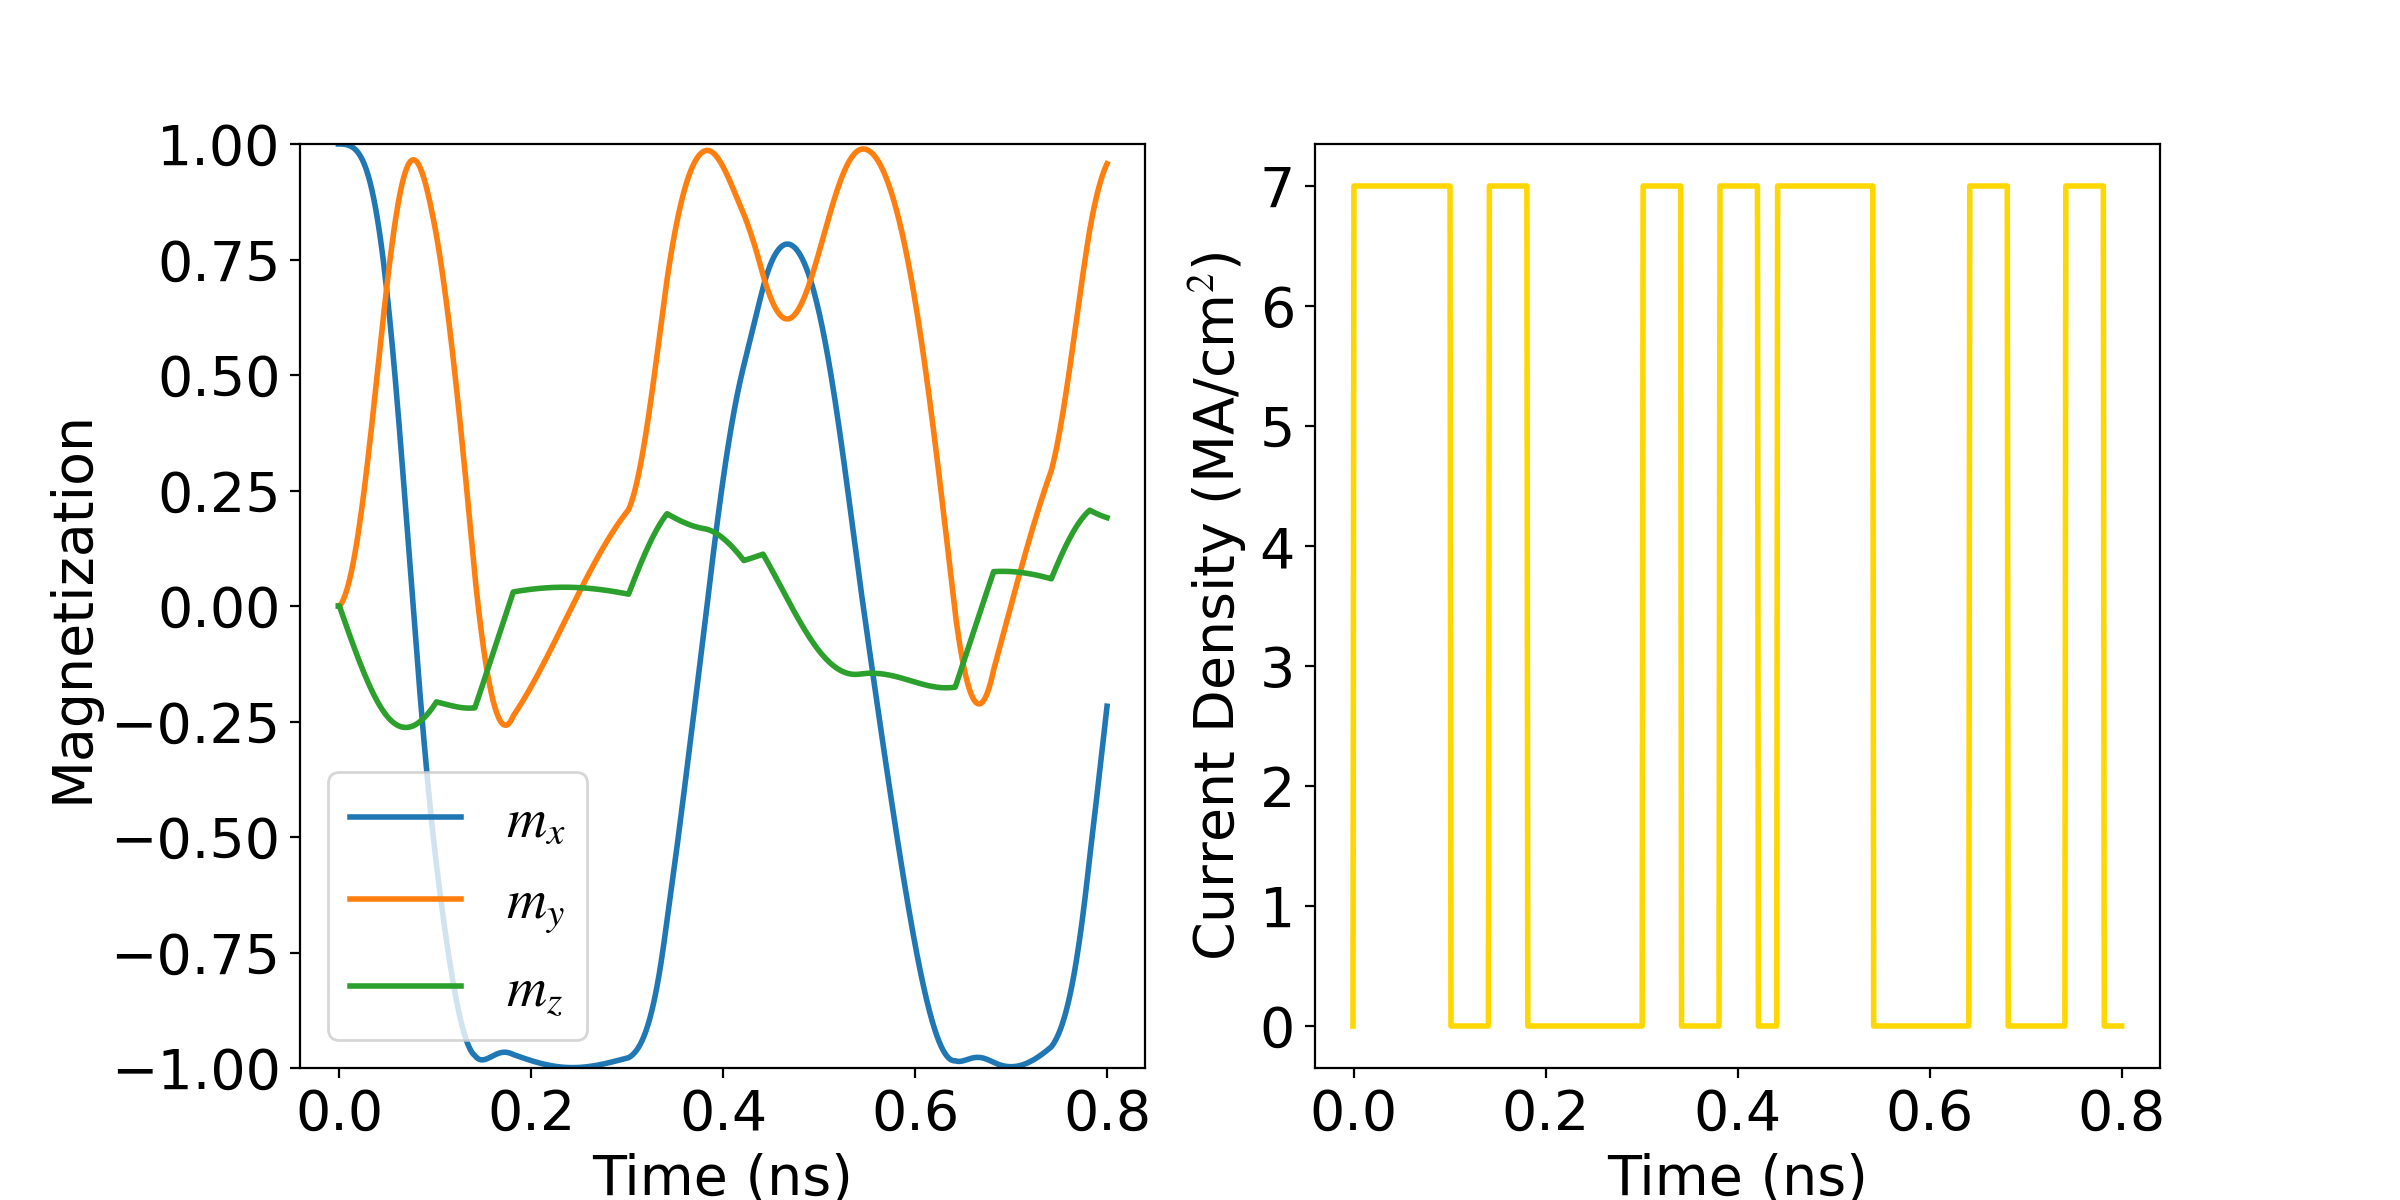 Magnetization
1.00
0.75
0.50
0.25
0.00
−0.25
−0.50
−0.75
−1.00
m_x
m_y
m_z
0.0 0.2 0.4 0.6 0.8
Time (ns)
Current Density (MA/cm²)
7
6
5
4
3
2
1
0
0.0 0.2 0.4 0.6 0.8
Time (ns)